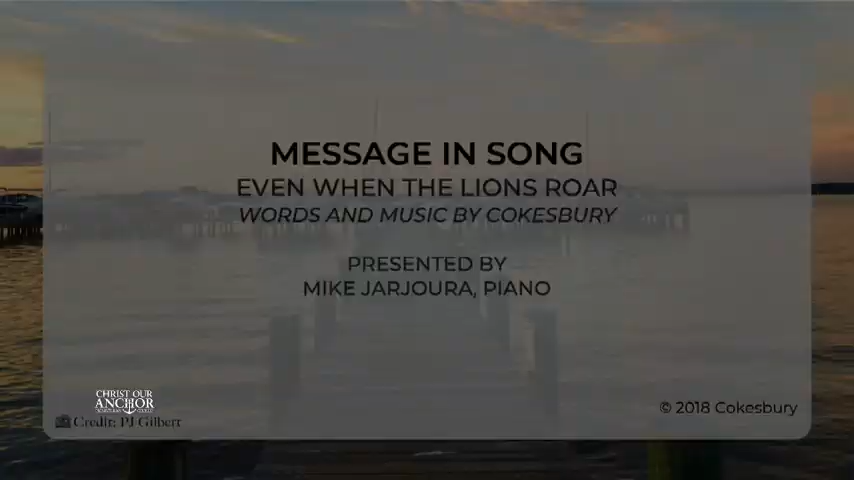 MESSAGE IN SONG
EVEN WHEN THE LIONS ROAR
WORDS AND MUSIC BY COKESBURY
PRESENTED BY
MIKE JARJOURA, PIANO
CHRIST OUR
ANCHOR
Credit: PJ Gilbert
© 2018 Cokesbury